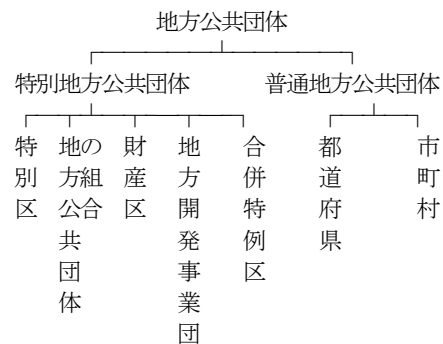 地方公共団体
特別地方公共団体
普通地方公共団体
特別区
地方公共団体の組合
財産区
地方開発事業団
合併特例区
都道府県
市町村